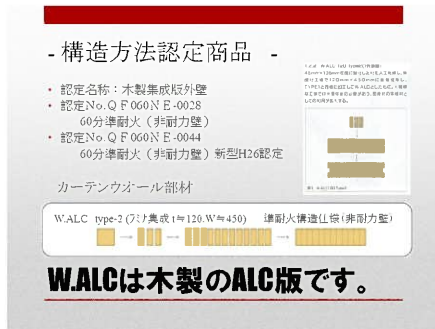 - 構造方法認定商品 -
• 認定名称：木製集成版外壁
• 認定No.QF060NE-0028
60分準耐火（非耐力壁）
• 認定No.QF060NE-0044
60分準耐火（非耐力壁）新型H26認定
カーテンウオール部材
W.ALC type-2 (ﾗﾐﾅ集成 t≒120.W≒450) 準耐火構造仕様(非耐力壁)
W.ALCは木製のALC版です。